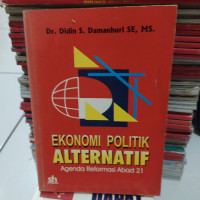 Dr. Didin S. Damanhuri SE, MS.
EKONOMI POLITIK
ALTERNATIF
Agenda Reformasi Abad 21